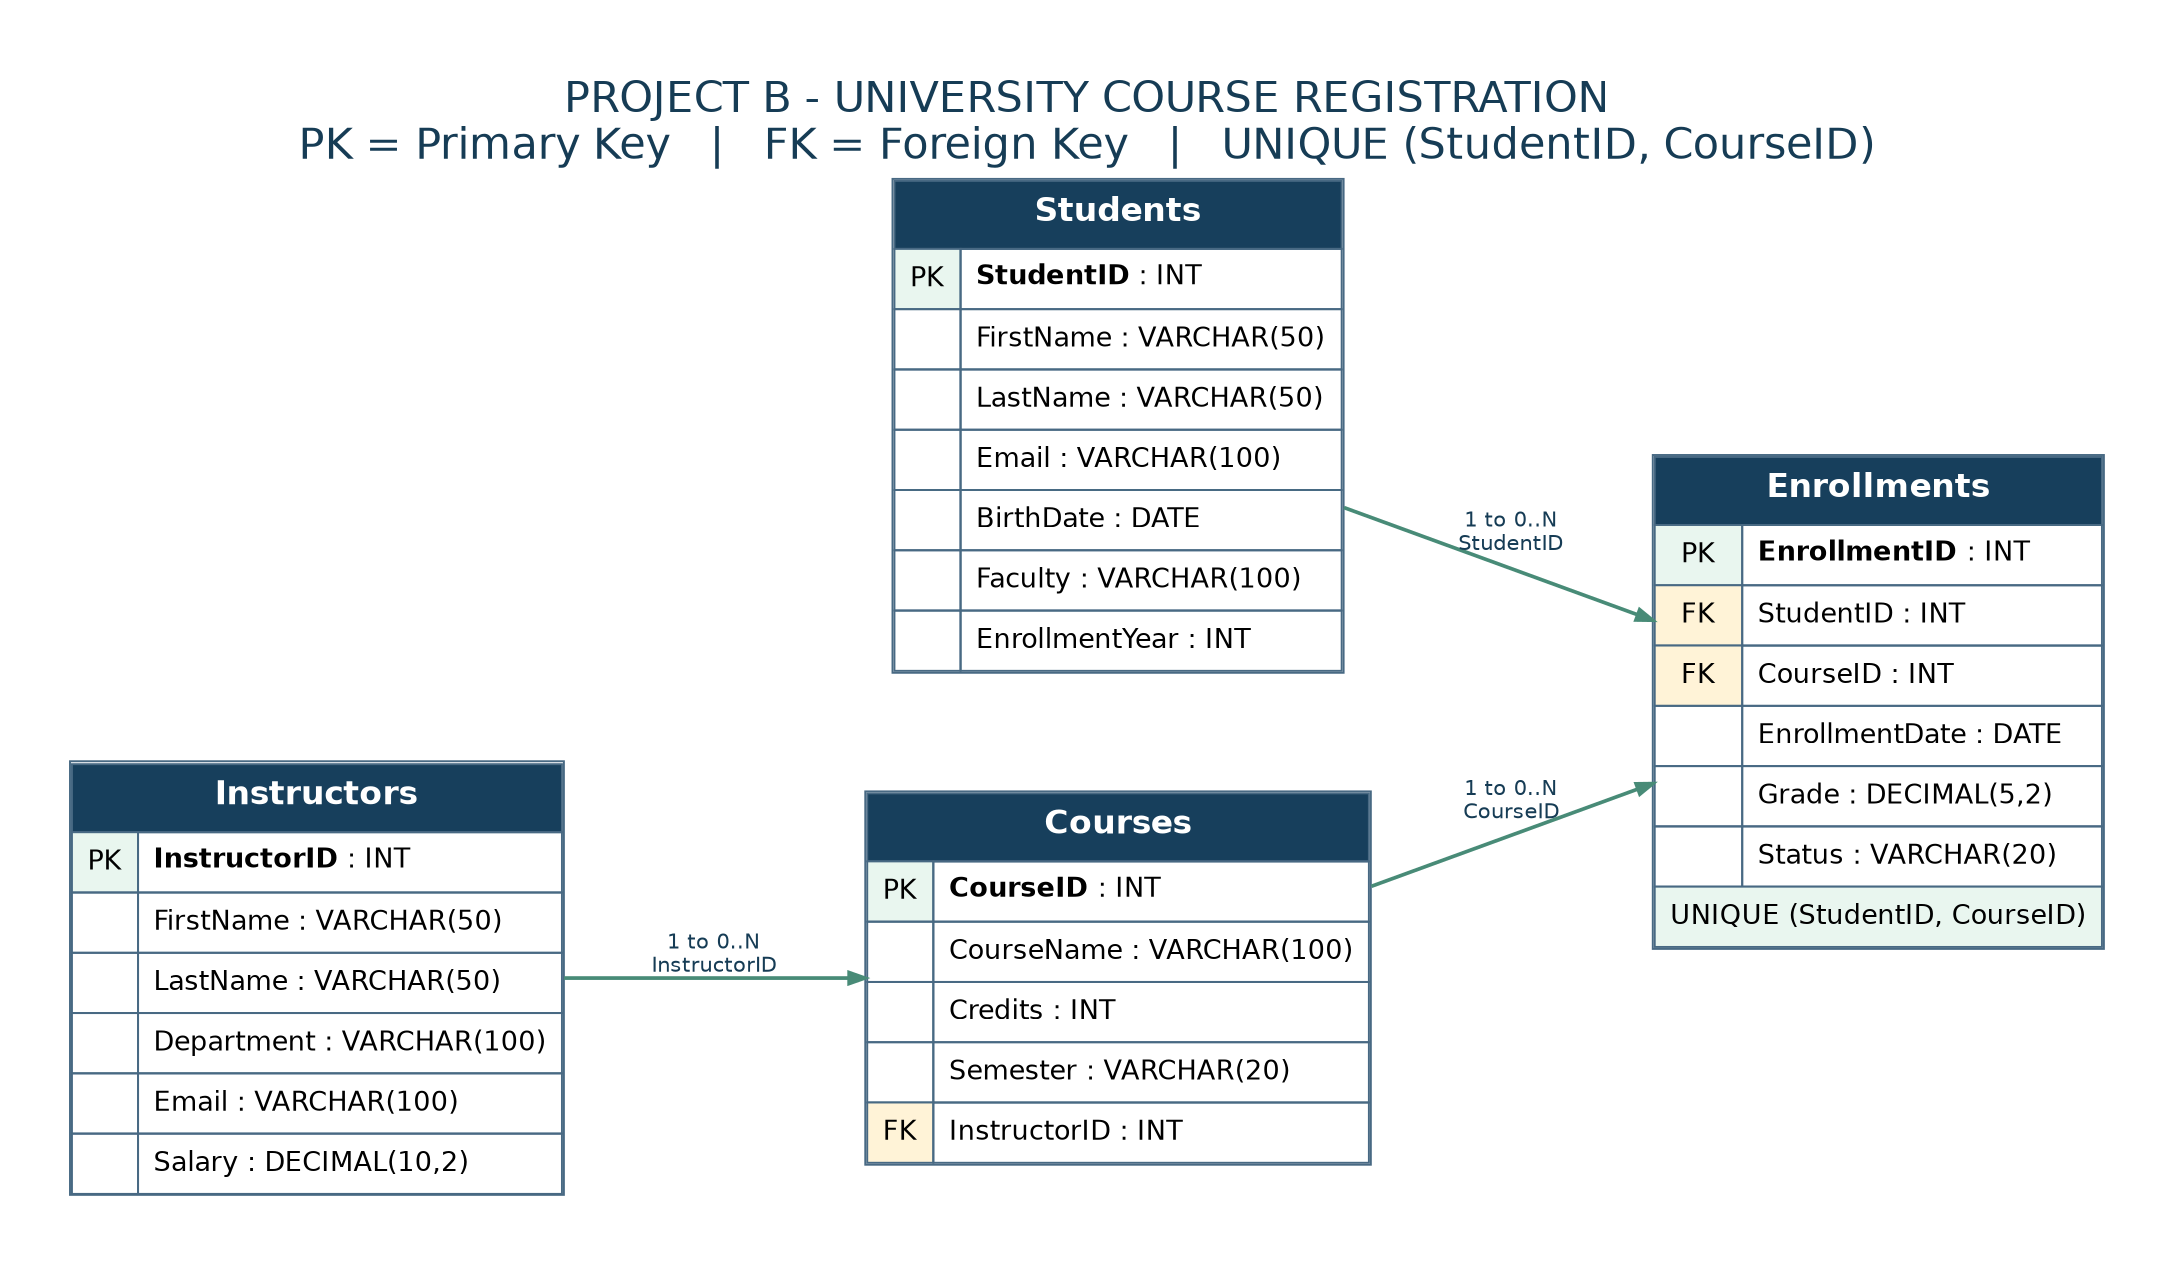 PROJECT B - UNIVERSITY COURSE REGISTRATION
PK = Primary Key | FK = Foreign Key | UNIQUE (StudentID, CourseID)
Students
PK StudentID : INT
FirstName : VARCHAR(50)
LastName : VARCHAR(50)
Email : VARCHAR(100)
BirthDate : DATE
Faculty : VARCHAR(100)
EnrollmentYear : INT
1 to 0..N
StudentID
Enrollments
PK EnrollmentID : INT
FK StudentID : INT
FK CourseID : INT
EnrollmentDate : DATE
Grade : DECIMAL(5,2)
Status : VARCHAR(20)
UNIQUE (StudentID, CourseID)
Instructors
PK InstructorID : INT
FirstName : VARCHAR(50)
LastName : VARCHAR(50)
Department : VARCHAR(100)
Email : VARCHAR(100)
Salary : DECIMAL(10,2)
1 to 0..N
InstructorID
Courses
PK CourseID : INT
CourseName : VARCHAR(100)
Credits : INT
Semester : VARCHAR(20)
FK InstructorID : INT
1 to 0..N
CourseID